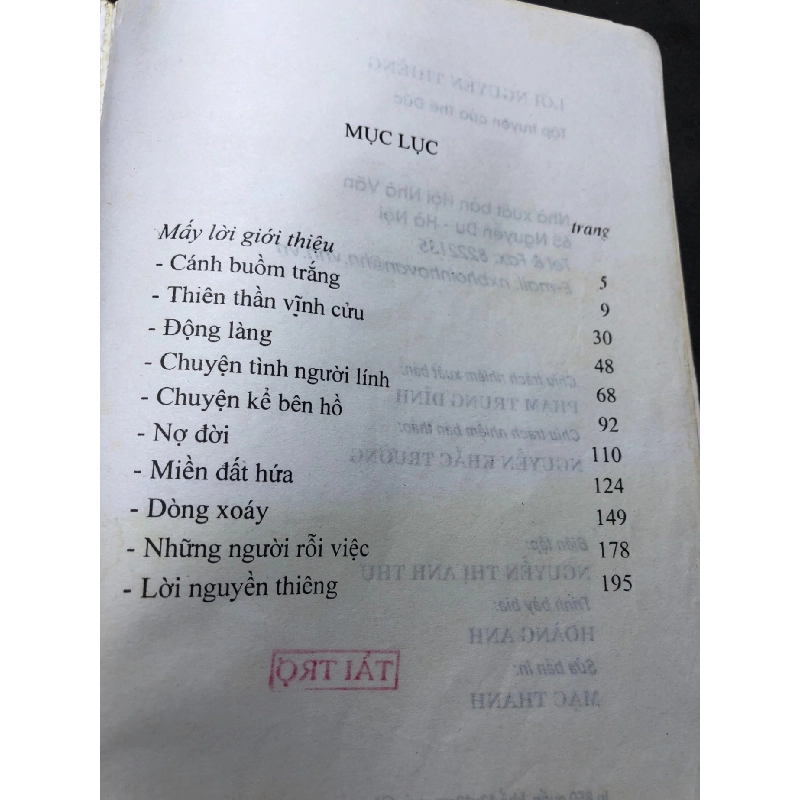 MỤC LỤC
trang
Mấy lời giới thiệu 5
- Cánh buồm trắng 9
- Thiên thần vĩnh cửu 30
- Động làng 48
- Chuyện tình người lính 68
- Chuyện kể bên hồ 92
- Nợ đời 110
- Miền đất hứa 124
- Dòng xoáy 149
- Những người rỗi việc 178
- Lời nguyền thiêng 195
TÀI TRỢ